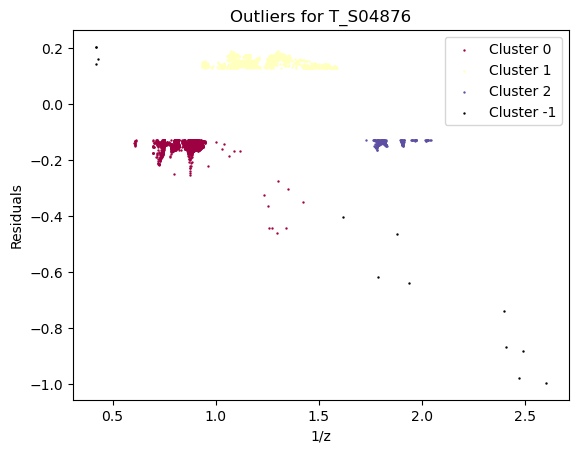 Outliers for T_S04876
Cluster 0
Cluster 1
Cluster 2
Cluster -1
0.2
0.0
−0.2
−0.4
−0.6
−0.8
−1.0
Residuals
0.5 1.0 1.5 2.0 2.5
1/z